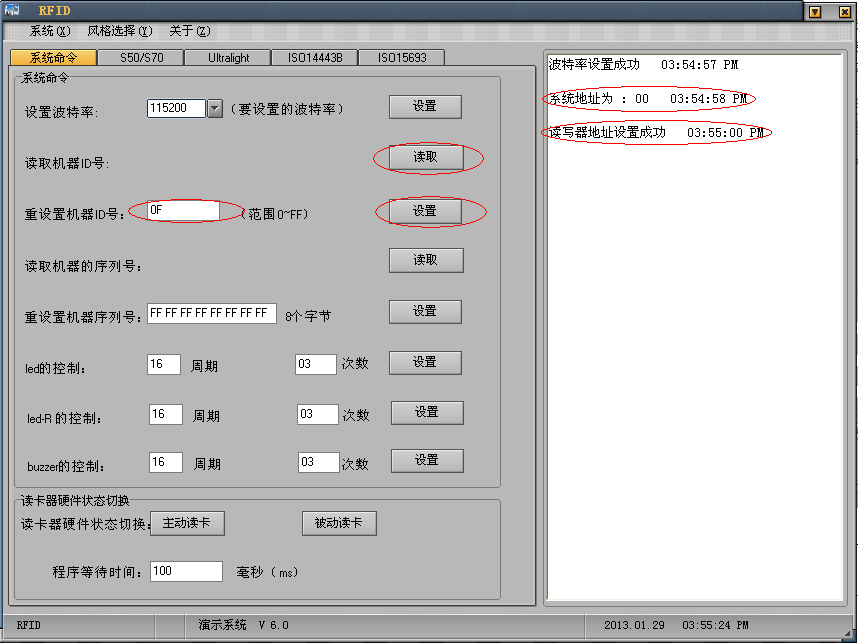 RFID
系统(X) 风格选择(Y) 关于(Z)
系统命令 S50/S70 Ultralight ISO14443B ISO15693
系统命令
设置波特率: 115200 (要设置的波特率) 设置
读取机器ID号: 读取
重设置机器ID号: 0F (范围0~FF) 设置
读取机器的序列号: 读取
重设置机器序列号: FF FF FF FF FF FF FF FF 8个字节 设置
led的控制: 16 周期 03 次数 设置
led-R 的控制: 16 周期 03 次数 设置
buzzer的控制: 16 周期 03 次数 设置
读卡器硬件状态切换
读卡器硬件状态切换: 主动读卡 被动读卡
程序等待时间: 100 毫秒(ms)
波特率设置成功 03:54:57 PM
系统地址为 : 00 03:54:58 PM
读写器地址设置成功 03:55:00 PM
RFID 演示系统 V 6.0 2013.01.29 03:55:24 PM